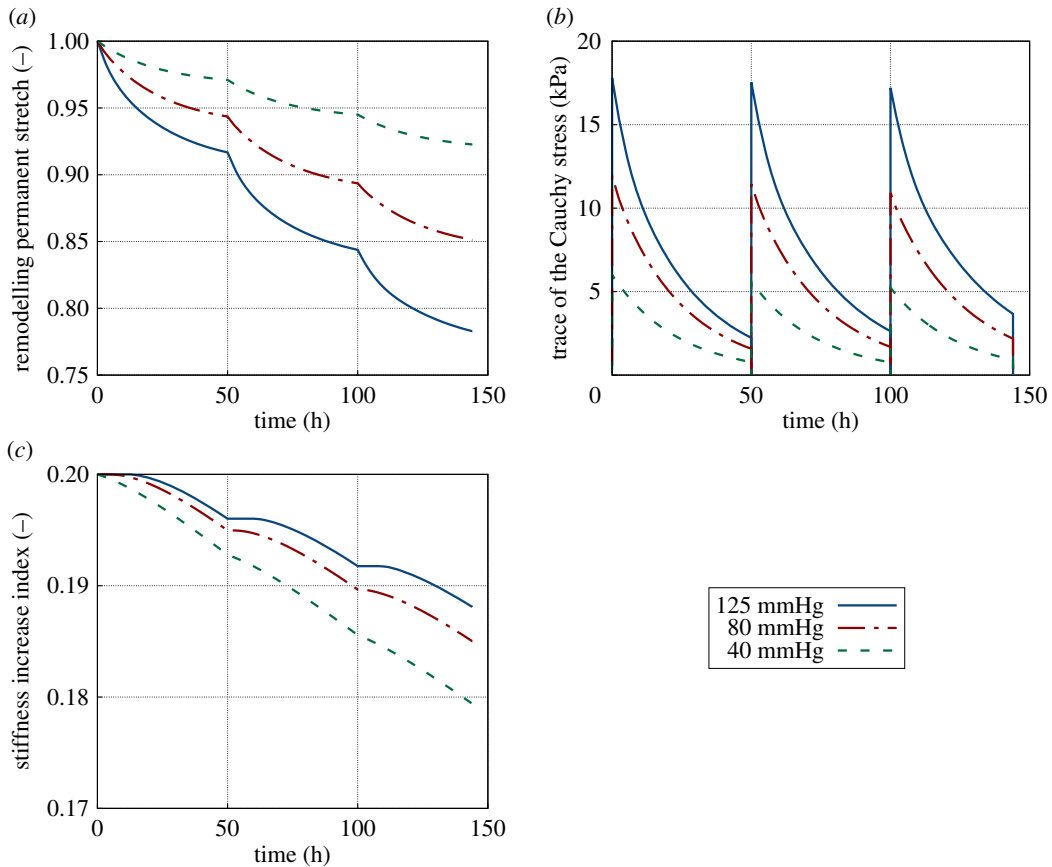 (a)
1.00
0.95
0.90
0.85
0.80
0.75
remodelling permanent stretch (–)
0
50
100
150
time (h)
(b)
20
17
15
13
10
8
5
trace of the Cauchy stress (kPa)
0
50
100
150
time (h)
(c)
0.20
0.19
0.18
0.17
stiffness increase index (–)
0
50
100
150
time (h)
125 mmHg
80 mmHg
40 mmHg